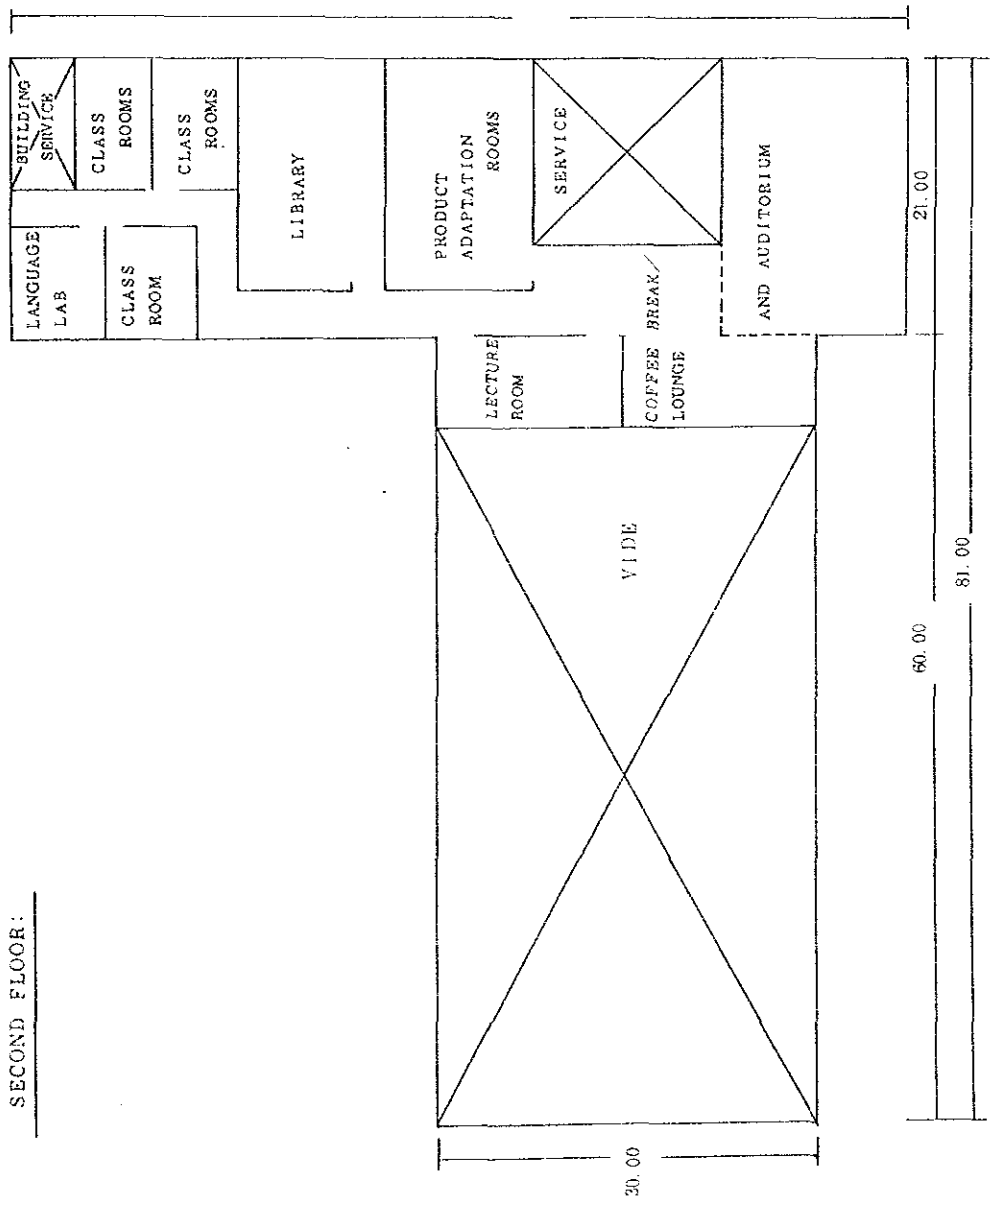 SECOND FLOOR:
BUILDING
SERVICE
CLASS
ROOMS
CLASS
ROOMS
LANGUAGE
LAB
CLASS
ROOM
LIBRARY
PRODUCT
ADAPTATION
ROOMS
SERVICE
LECTURE
ROOM
COFFEE BREAK/
LOUNGE
AND AUDITORIUM
VIDE
21.00
60.00
81.00
30.00